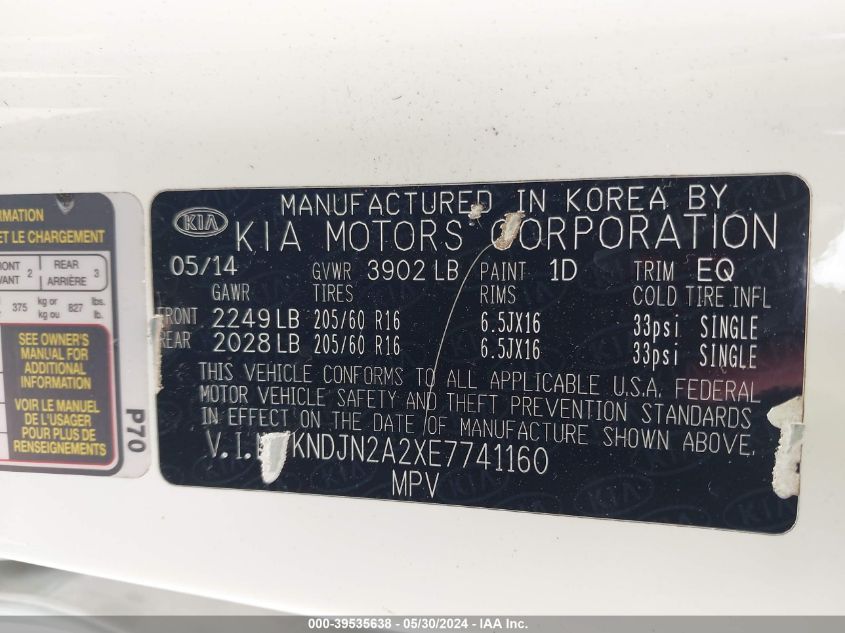 RMATION
ET LE CHARGEMENT
RONT 2 REAR 3
VANT ARRIÈRE
375 kg or 827 lbs.
kg ou lb.
SEE OWNER'S
MANUAL FOR
ADDITIONAL
INFORMATION
VOIR LE MANUEL
DE L'USAGER
POUR PLUS DE
RENSEIGNEMENTS
P70
KIA
MANUFACTURED IN KOREA BY
KIA MOTORS CORPORATION
05/14 GVWR 3902 LB PAINT 1D TRIM EQ
GAWR TIRES RIMS COLD TIRE INFL
FRONT 2249 LB 205/60 R16 6.5JX16 33psi SINGLE
REAR 2028 LB 205/60 R16 6.5JX16 33psi SINGLE
THIS VEHICLE CONFORMS TO ALL APPLICABLE U.S.A. FEDERAL
MOTOR VEHICLE SAFETY AND THEFT PREVENTION STANDARDS
IN EFFECT ON THE DATE OF MANUFACTURE SHOWN ABOVE.
V.I. KNDJN2A2XE7741160
MPV
KNN-39535638 - 05/30/2024 - IAA Inc.